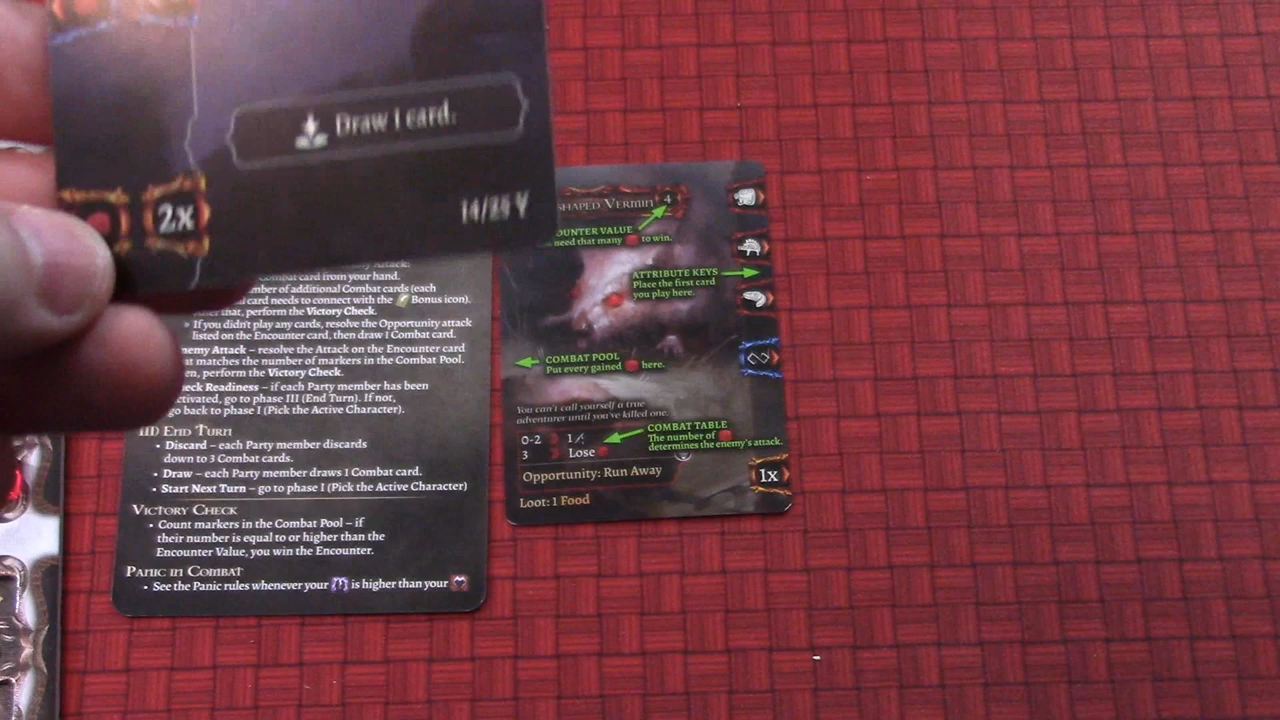 Draw 1 card.
2x
Combat card from your hand.
mber of additional Combat cards (each
card needs to connect with the Bonus icon).
that, perform the Victory Check.
» If you didn't play any cards, resolve the Opportunity attack
listed on the Encounter card, then draw 1 Combat card.
nemy Attack – resolve the Attack on the Encounter card
at matches the number of markers in the Combat Pool.
en, perform the Victory Check.
eck Readiness – if each Party member has been
ctivated, go to phase III (End Turn). If not,
go back to phase I (Pick the Active Character).
III) End Turn
• Discard – each Party member discards
down to 3 Combat cards.
• Draw – each Party member draws 1 Combat card.
• Start Next Turn – go to phase I (Pick the Active Character)
Victory Check
• Count markers in the Combat Pool – if
their number is equal to or higher than the
Encounter Value, you win the Encounter.
Panic in Combat
• See the Panic rules whenever your is higher than your
shaped Vermin 4
ounter Value
need that many to win.
Attribute Keys
Place the first card
you play here.
Combat Pool
Put every gained here.
You can't call yourself a true
adventurer until you've killed one.
Combat Table
The number of
determines the enemy's attack.
0-2 1
3 Lose
Opportunity: Run Away
1x
Loot: 1 Food